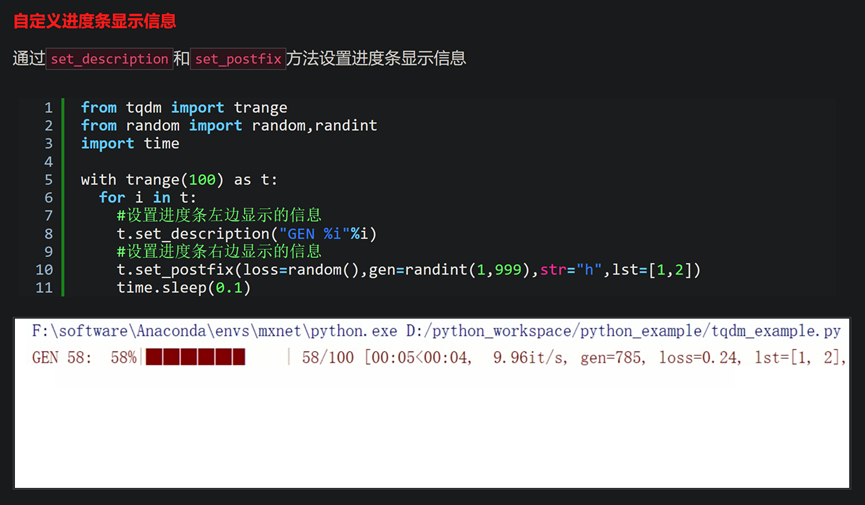 自定义进度条显示信息
通过set_description和set_postfix方法设置进度条显示信息
1 from tqdm import trange
2 from random import random,randint
3 import time
4
5 with trange(100) as t:
6   for i in t:
7     #设置进度条左边显示的信息
8     t.set_description("GEN %i"%i)
9     #设置进度条右边显示的信息
10     t.set_postfix(loss=random(),gen=randint(1,999),str="h",lst=[1,2])
11     time.sleep(0.1)
F:\software\Anaconda\envs\mxnet\python.exe D:/python_workspace/python_example/tqdm_example.py
GEN 58:  58%|██████    | 58/100 [00:05<00:04,  9.96it/s, gen=785, loss=0.24, lst=[1, 2],